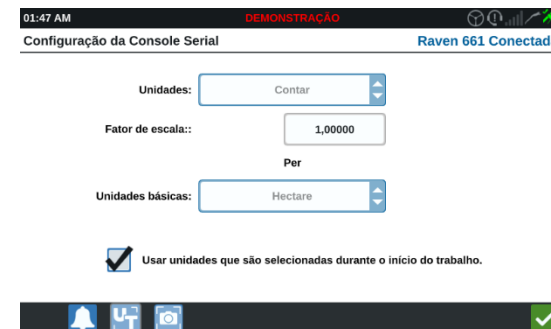 01:47 AM
DEMONSTRAÇÃO
Configuração da Console Serial
Raven 661 Conectad
Unidades:
Contar
Fator de escala::
1,00000
Per
Unidades básicas:
Hectare
Usar unidades que são selecionadas durante o início do trabalho.
UT